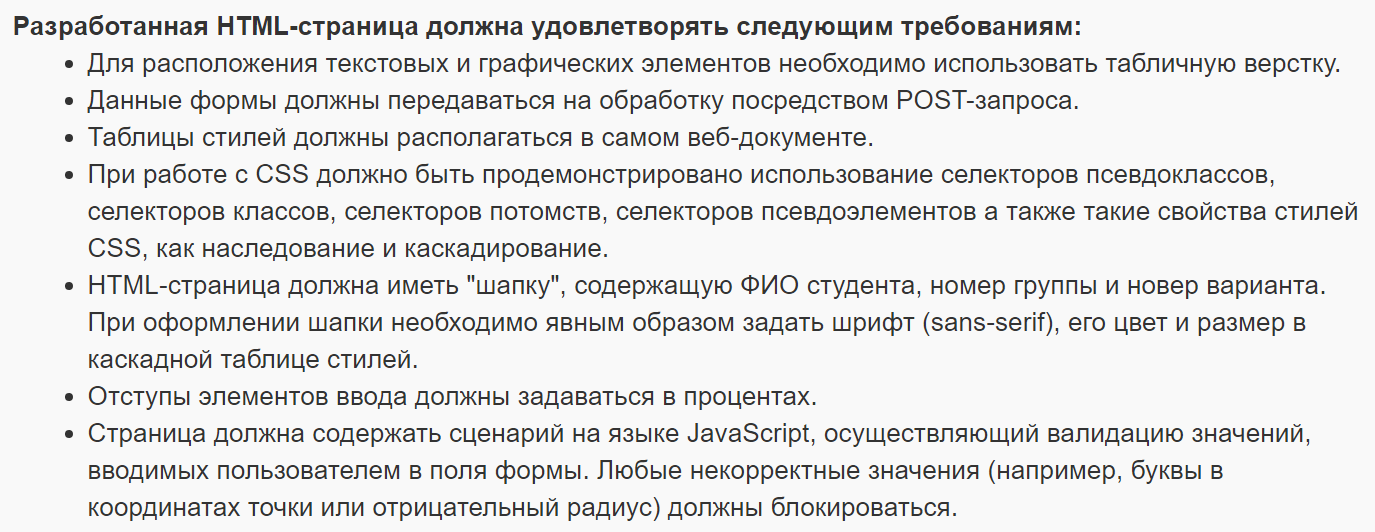 Разработанная HTML-страница должна удовлетворять следующим требованиям:
• Для расположения текстовых и графических элементов необходимо использовать табличную верстку.
• Данные формы должны передаваться на обработку посредством POST-запроса.
• Таблицы стилей должны располагаться в самом веб-документе.
• При работе с CSS должно быть продемонстрировано использование селекторов псевдоклассов,
селекторов классов, селекторов потомств, селекторов псевдоэлементов а также такие свойства стилей
CSS, как наследование и каскадирование.
• HTML-страница должна иметь "шапку", содержащую ФИО студента, номер группы и новер варианта.
При оформлении шапки необходимо явным образом задать шрифт (sans-serif), его цвет и размер в
каскадной таблице стилей.
• Отступы элементов ввода должны задаваться в процентах.
• Страница должна содержать сценарий на языке JavaScript, осуществляющий валидацию значений,
вводимых пользователем в поля формы. Любые некорректные значения (например, буквы в
координатах точки или отрицательный радиус) должны блокироваться.